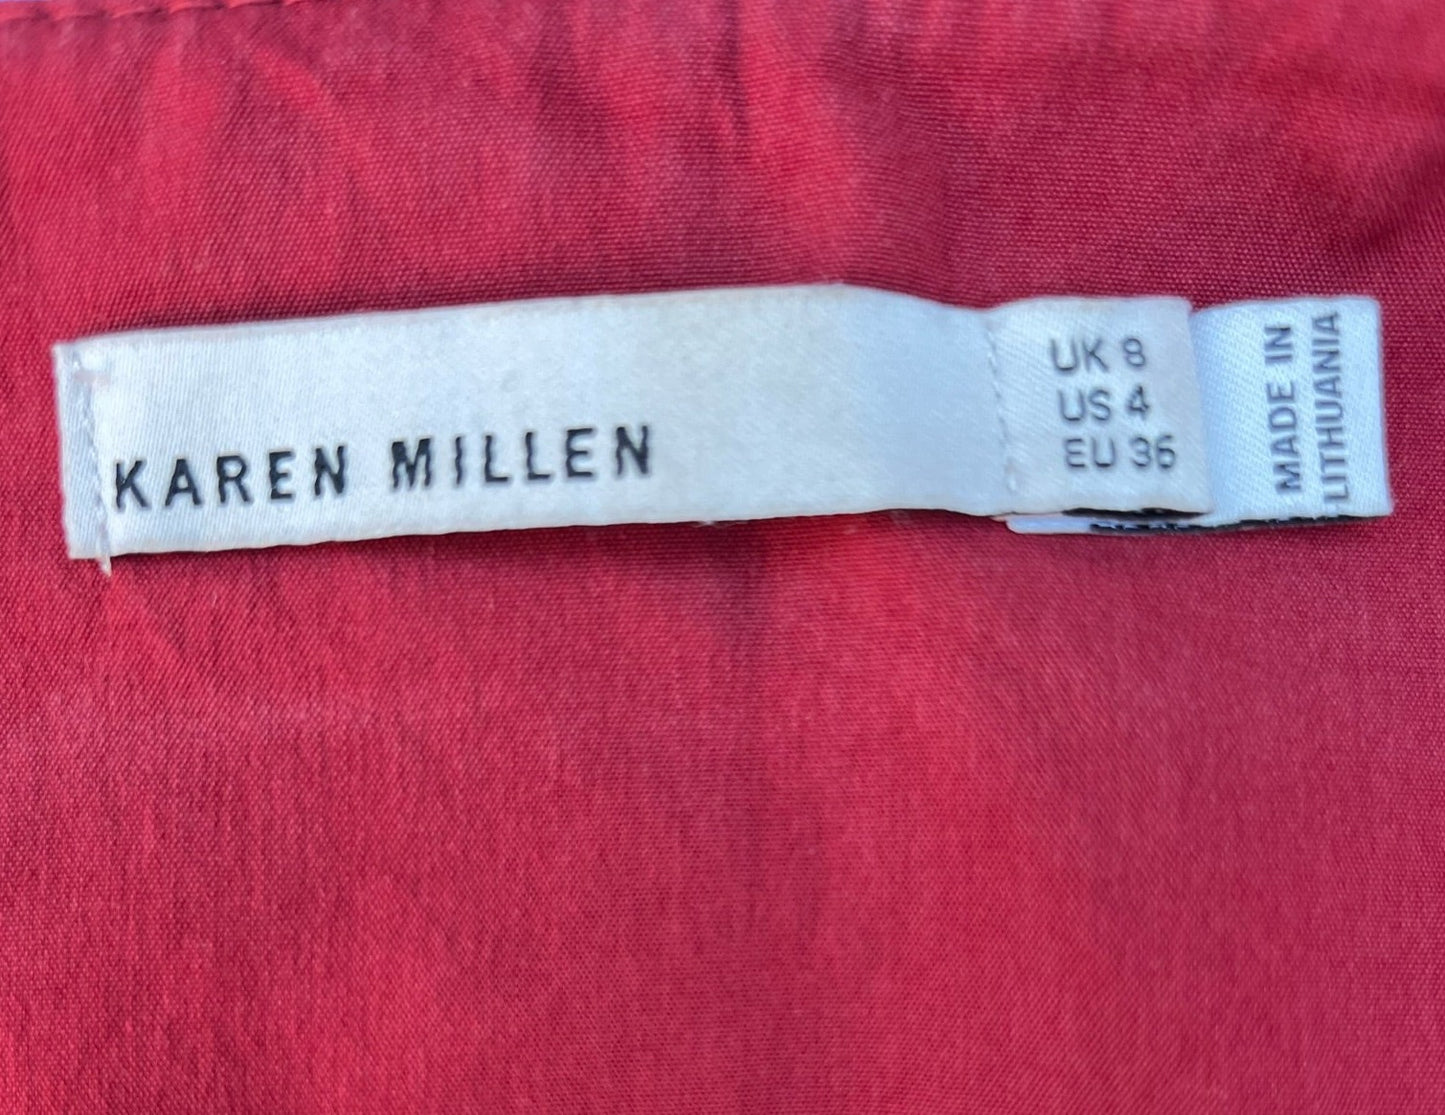 KAREN MILLEN
UK 8
US 4
EU 36
MADE IN
LITHUANIA